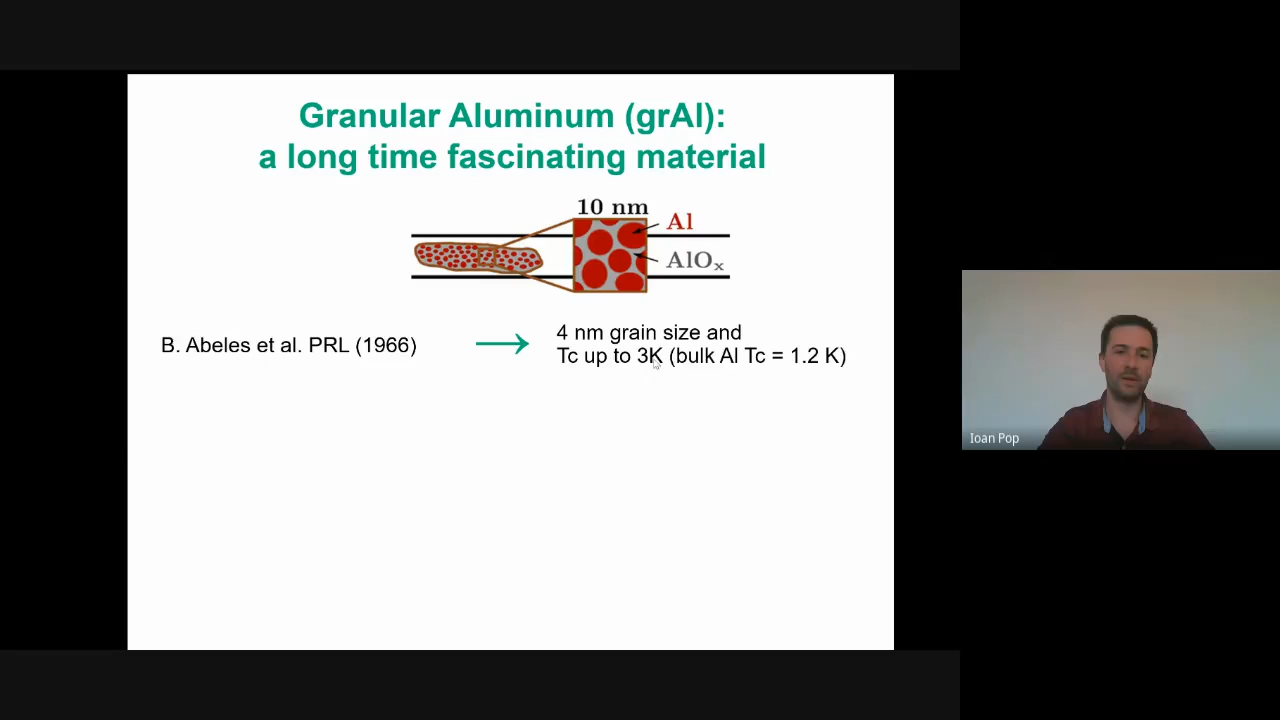 Granular Aluminum (grAl):
a long time fascinating material
10 nm
Al
AlOx
B. Abeles et al. PRL (1966)
4 nm grain size and
Tc up to 3K (bulk Al Tc = 1.2 K)
Ioan Pop